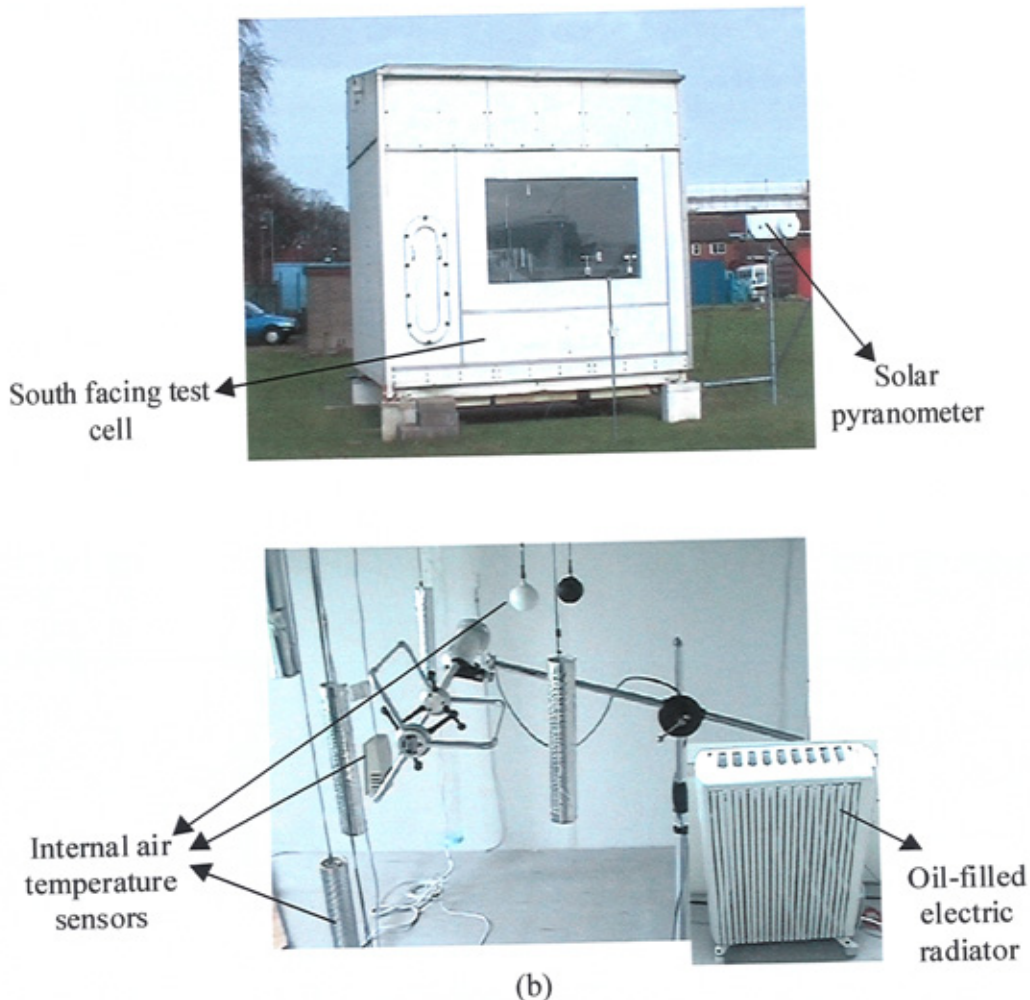 South facing test
cell
Solar
pyranometer
Internal air
temperature
sensors
Oil-filled
electric
radiator
(b)